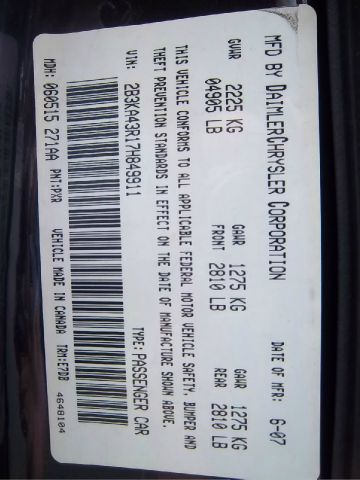 MFD BY DAIMLERCHRYSLER CORPORATION DATE OF MFR: 6-07
GVWR GAWR GAWR
2225 KG 1275 KG 1275 KG
04905 LB FRONT 2810 LB REAR 2810 LB
THIS VEHICLE CONFORMS TO ALL APPLICABLE FEDERAL MOTOR VEHICLE SAFETY, BUMPER AND
THEFT PREVENTION STANDARDS IN EFFECT ON THE DATE OF MANUFACTURE SHOWN ABOVE.
VIN: 2B3KA43R17H849911 TYPE: PASSENGER CAR
MDH: 060515 271AA PNT:PXR VEHICLE MADE IN CANADA TRM:E7DB 4648104